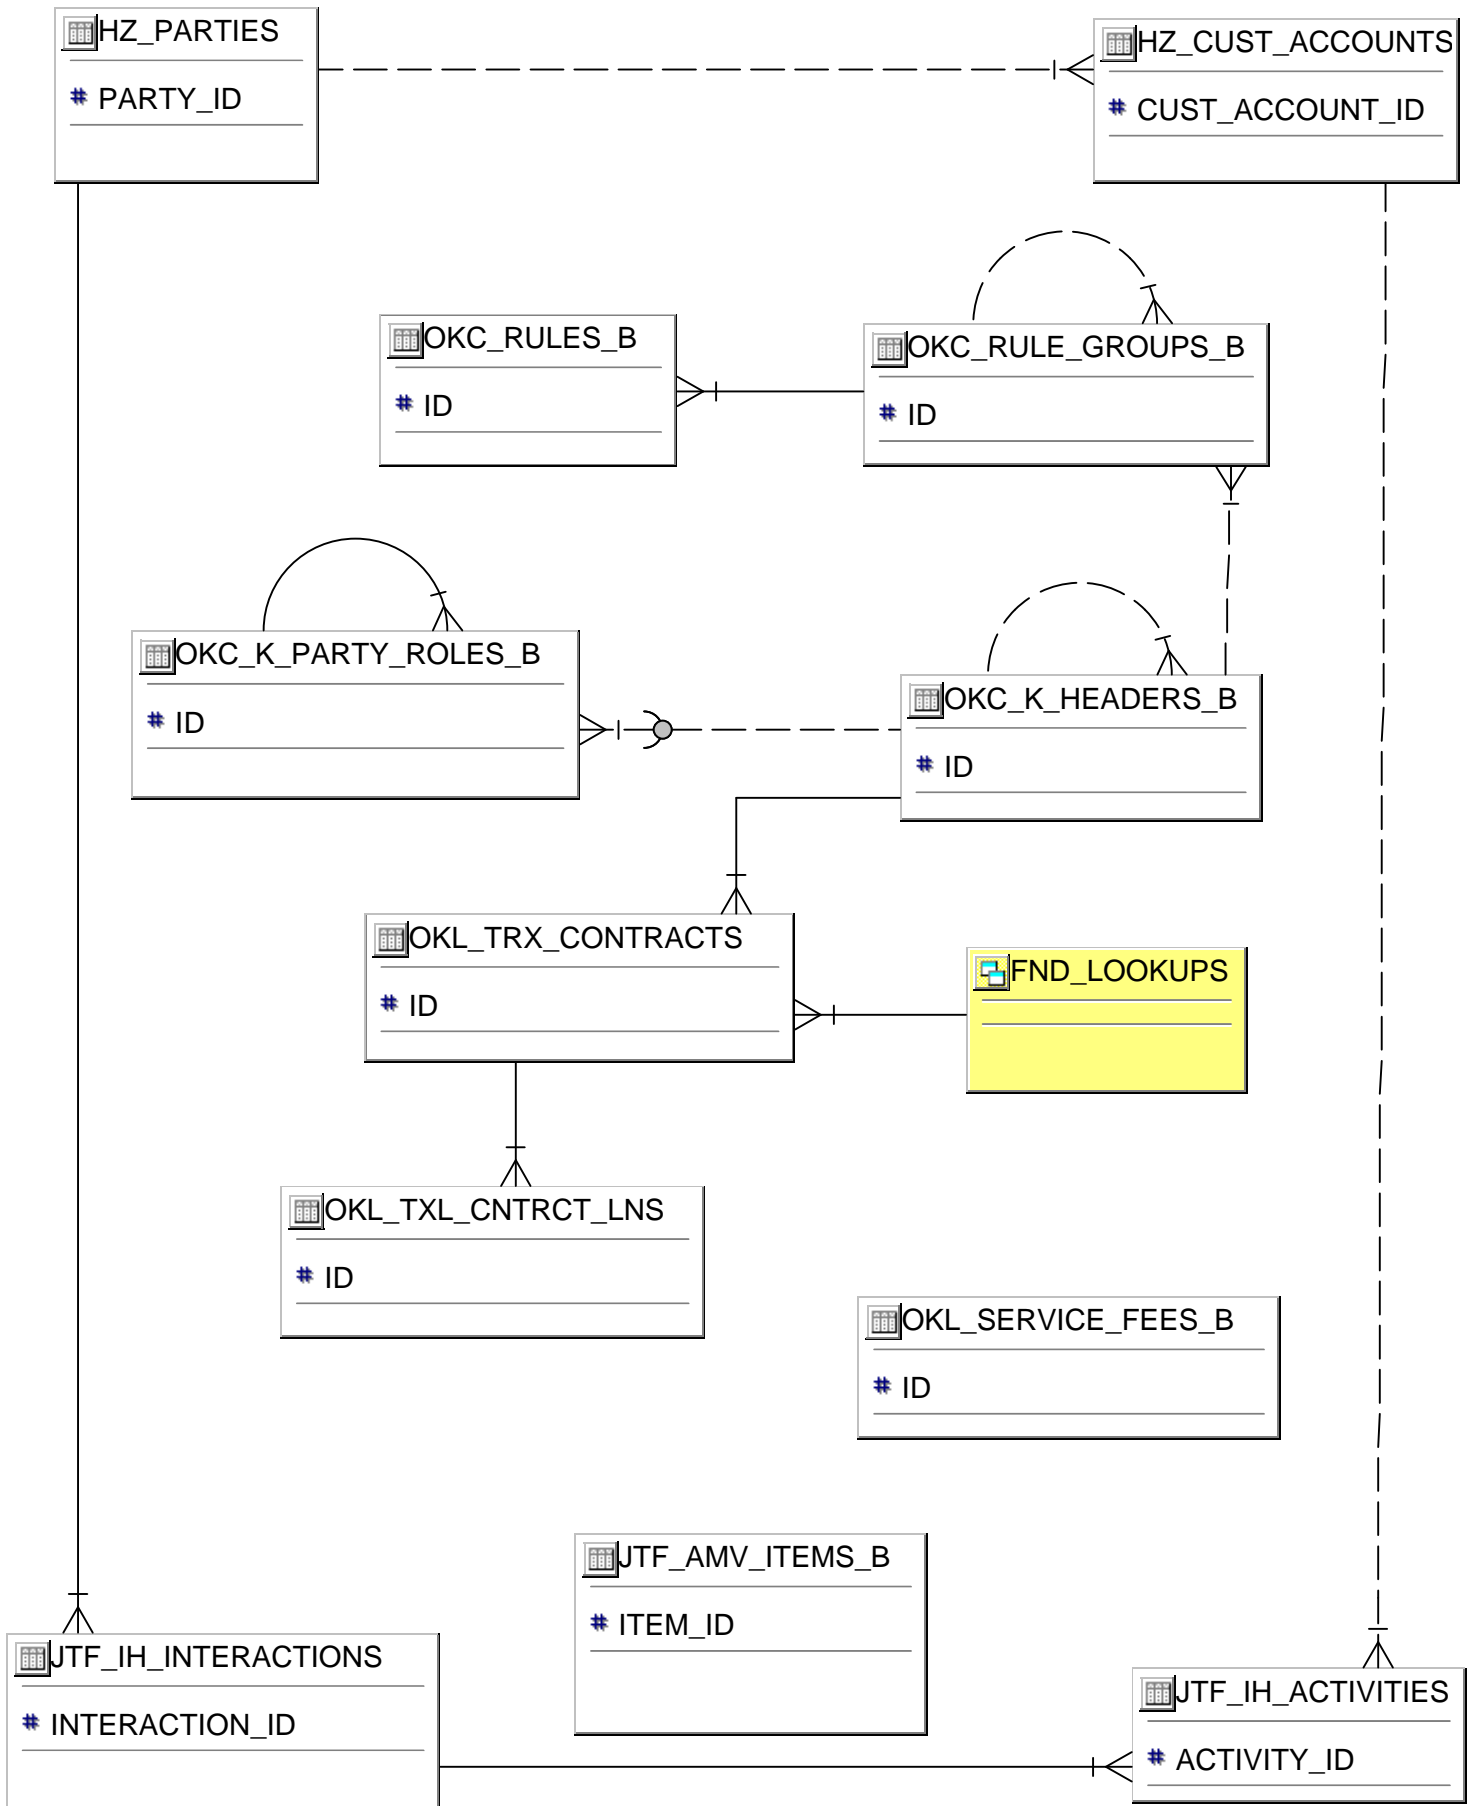 HZ_PARTIES
# PARTY_ID
HZ_CUST_ACCOUNTS
# CUST_ACCOUNT_ID
OKC_RULES_B
# ID
OKC_RULE_GROUPS_B
# ID
OKC_K_PARTY_ROLES_B
# ID
OKC_K_HEADERS_B
# ID
OKL_TRX_CONTRACTS
# ID
FND_LOOKUPS
OKL_TXL_CNTRCT_LNS
# ID
OKL_SERVICE_FEES_B
# ID
JTF_AMV_ITEMS_B
# ITEM_ID
JTF_IH_INTERACTIONS
# INTERACTION_ID
JTF_IH_ACTIVITIES
# ACTIVITY_ID